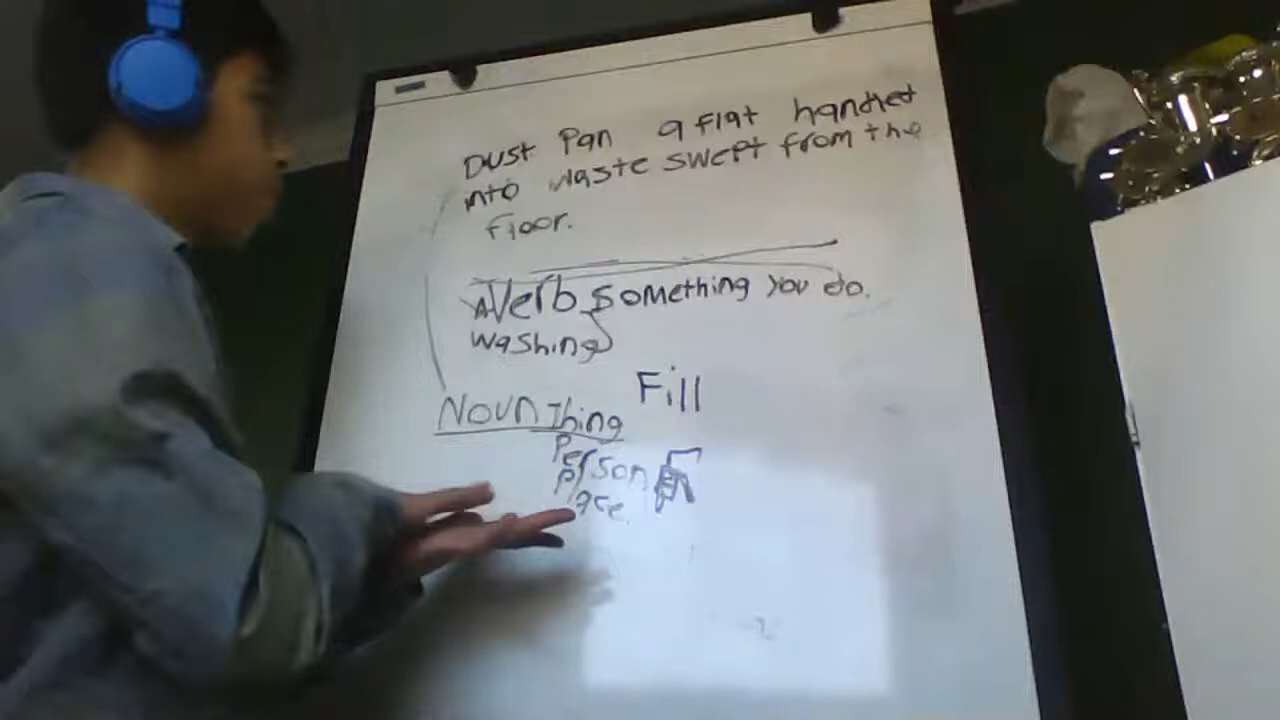 Dust Pan a flat handled
into waste swept from the
floor.
A Verb something you do.
washing
Fill
Noun Thing
Person
Place.